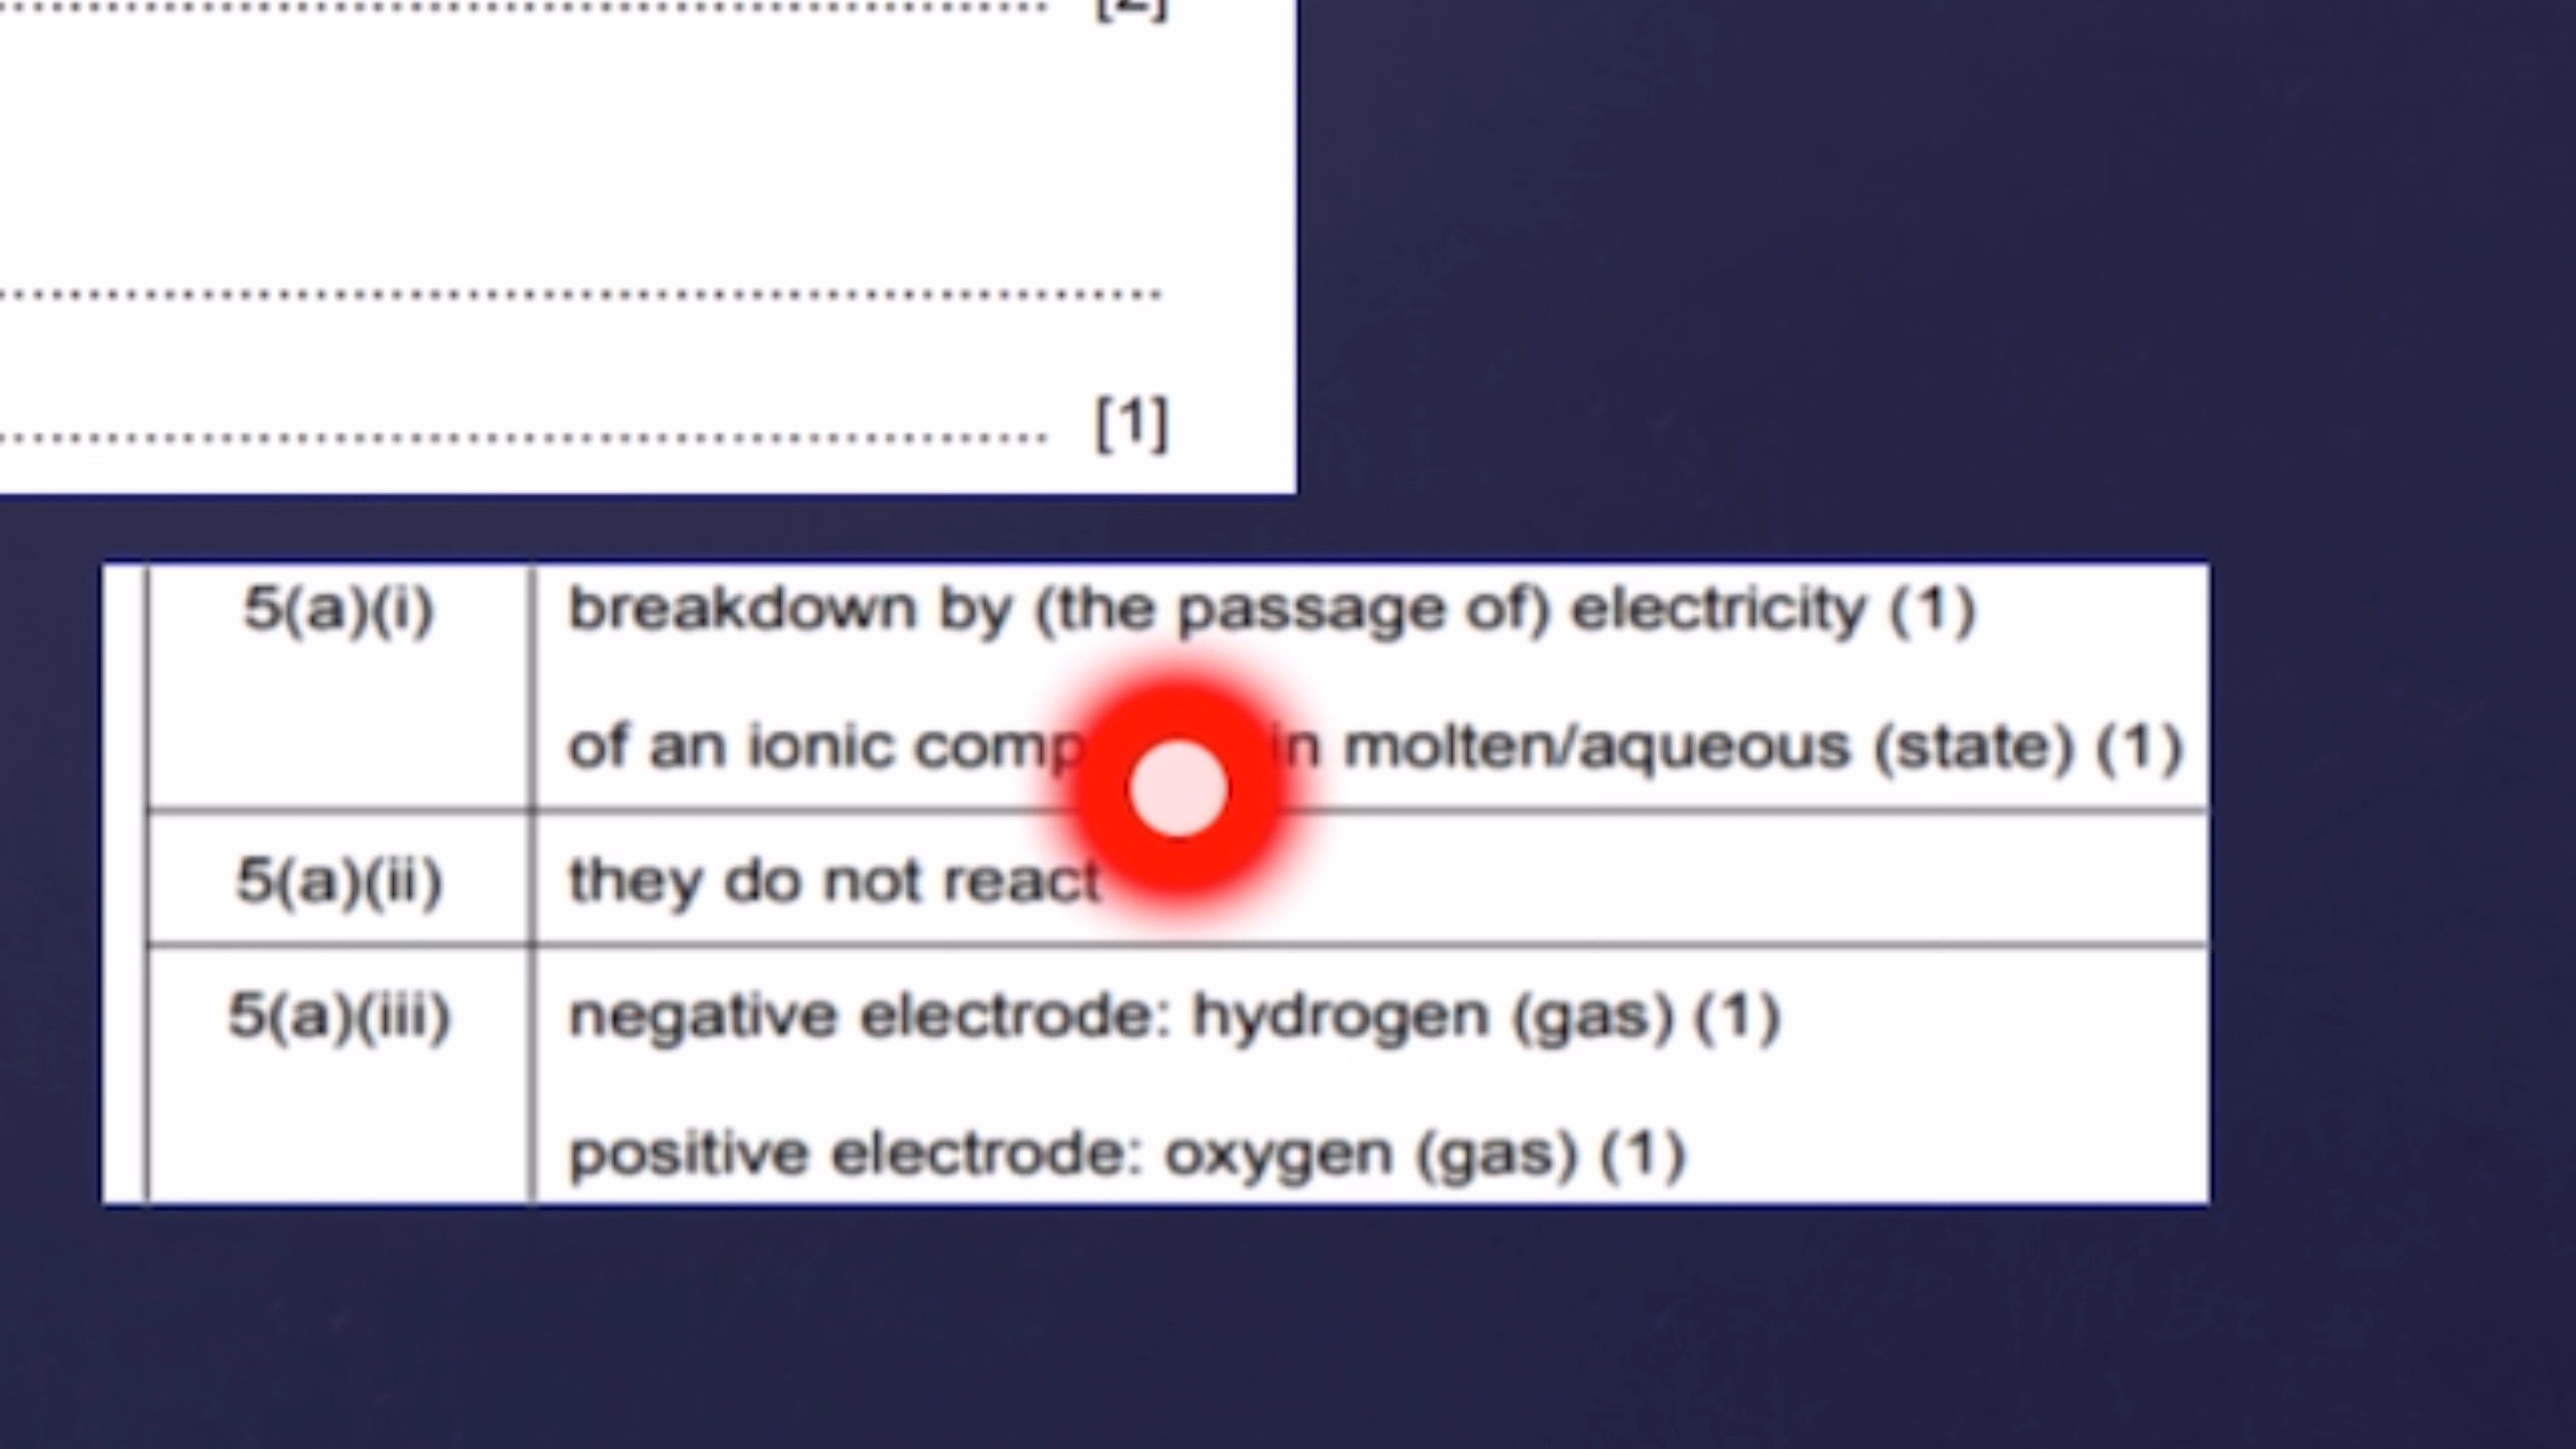 [2]
[1]
5(a)(i) breakdown by (the passage of) electricity (1)
of an ionic in molten/aqueous (state) (1)
5(a)(ii) they do not react
5(a)(iii) negative electrode: hydrogen (gas) (1)
positive electrode: oxygen (gas) (1)